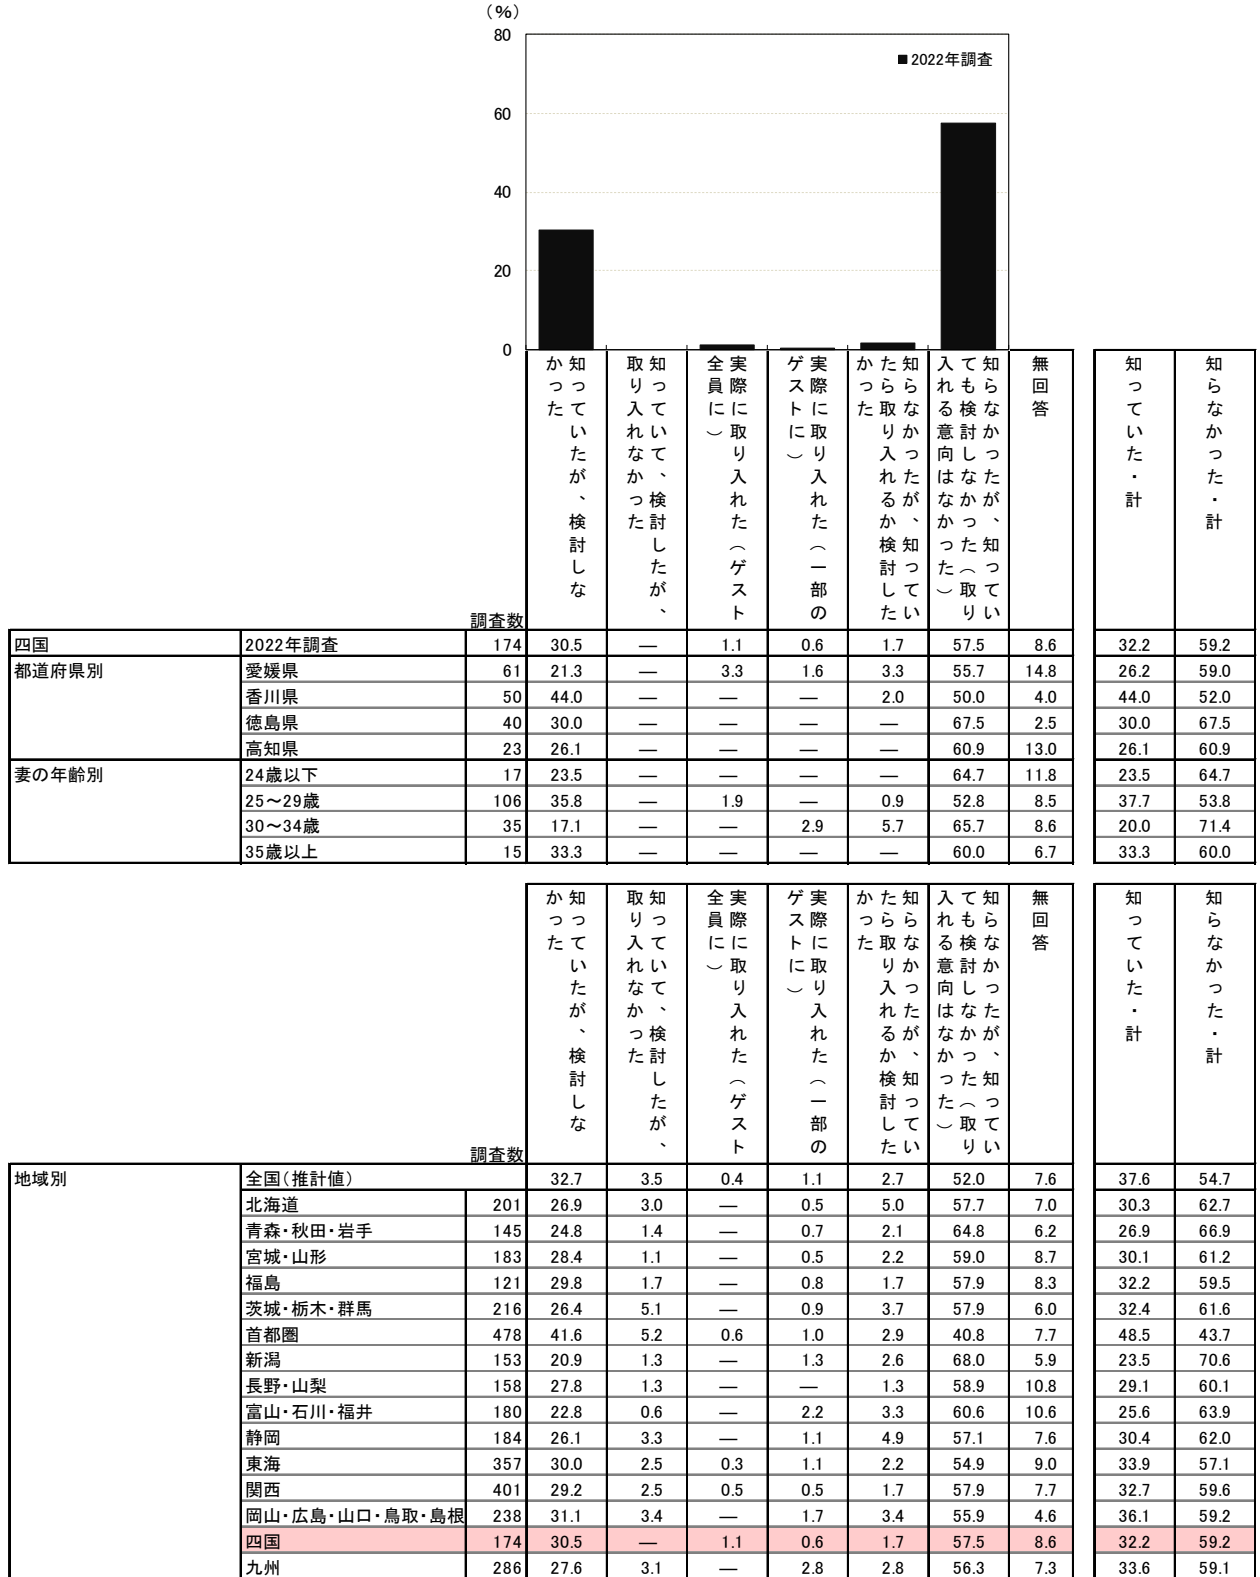 （%）
80
60
40
20
0
■2022年調査
知っていたが、検討しな
かった
知っていて、検討したが、
取り入れなかった
実際に取り入れた（ゲスト
全員に）
実際に取り入れた（一部の
ゲストに）
知らなかったが、知ってい
たら取り入れるか検討した
かった
知らなかったが、知ってい
ても検討しなかった（取り
入れる意向はなかった）
無回答
知っていた・計
知らなかった・計
調査数
四国 2022年調査 174 30.5 — 1.1 0.6 1.7 57.5 8.6 32.2 59.2
都道府県別 愛媛県 61 21.3 — 3.3 1.6 3.3 55.7 14.8 26.2 59.0
香川県 50 44.0 — — — 2.0 50.0 4.0 44.0 52.0
徳島県 40 30.0 — — — — 67.5 2.5 30.0 67.5
高知県 23 26.1 — — — — 60.9 13.0 26.1 60.9
妻の年齢別 24歳以下 17 23.5 — — — — 64.7 11.8 23.5 64.7
25～29歳 106 35.8 — 1.9 — 0.9 52.8 8.5 37.7 53.8
30～34歳 35 17.1 — — 2.9 5.7 65.7 8.6 20.0 71.4
35歳以上 15 33.3 — — — — 60.0 6.7 33.3 60.0
知っていたが、検討しな
かった
知っていて、検討したが、
取り入れなかった
実際に取り入れた（ゲスト
全員に）
実際に取り入れた（一部の
ゲストに）
知らなかったが、知ってい
たら取り入れるか検討した
かった
知らなかったが、知ってい
ても検討しなかった（取り
入れる意向はなかった）
無回答
知っていた・計
知らなかった・計
調査数
地域別 全国（推計値） 32.7 3.5 0.4 1.1 2.7 52.0 7.6 37.6 54.7
北海道 201 26.9 3.0 — 0.5 5.0 57.7 7.0 30.3 62.7
青森・秋田・岩手 145 24.8 1.4 — 0.7 2.1 64.8 6.2 26.9 66.9
宮城・山形 183 28.4 1.1 — 0.5 2.2 59.0 8.7 30.1 61.2
福島 121 29.8 1.7 — 0.8 1.7 57.9 8.3 32.2 59.5
茨城・栃木・群馬 216 26.4 5.1 — 0.9 3.7 57.9 6.0 32.4 61.6
首都圏 478 41.6 5.2 0.6 1.0 2.9 40.8 7.7 48.5 43.7
新潟 153 20.9 1.3 — 1.3 2.6 68.0 5.9 23.5 70.6
長野・山梨 158 27.8 1.3 — — 1.3 58.9 10.8 29.1 60.1
富山・石川・福井 180 22.8 0.6 — 2.2 3.3 60.6 10.6 25.6 63.9
静岡 184 26.1 3.3 — 1.1 4.9 57.1 7.6 30.4 62.0
東海 357 30.0 2.5 0.3 1.1 2.2 54.9 9.0 33.9 57.1
関西 401 29.2 2.5 0.5 0.5 1.7 57.9 7.7 32.7 59.6
岡山・広島・山口・鳥取・島根 238 31.1 3.4 — 1.7 3.4 55.9 4.6 36.1 59.2
四国 174 30.5 — 1.1 0.6 1.7 57.5 8.6 32.2 59.2
九州 286 27.6 3.1 — 2.8 2.8 56.3 7.3 33.6 59.1